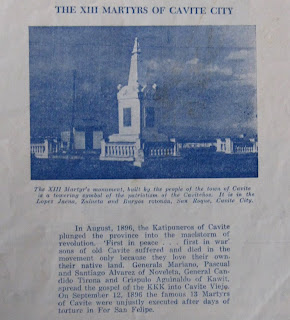 THE XIII MARTYRS OF CAVITE CITY
The XIII Martyr's monument, built by the people of the town of Cavite
is a towering symbol of the patriotism of the Caviteños. It is in the
Lopez Jaena, Zulueta and Burgos avenues, San Roque, Cavite City.
In August, 1896, the Katipuneros of Cavite
plunged the province into the maelstorm of
revolution. 'First in peace . . . first in war
sons of old Cavite suffered and died in the
movement only because they love their own
their native land. Generals Mariano, Pascual
and Santiago Alvarez of Noveleta, General Can-
dido Tirona and Crispulo Aguinaldo of Kawit,
spread the gospel of the KKK into Cavite Viejo.
On September 12, 1896 the famous 13 Martyrs
of Cavite were unjustly executed after days of
torture in For San Felipe.